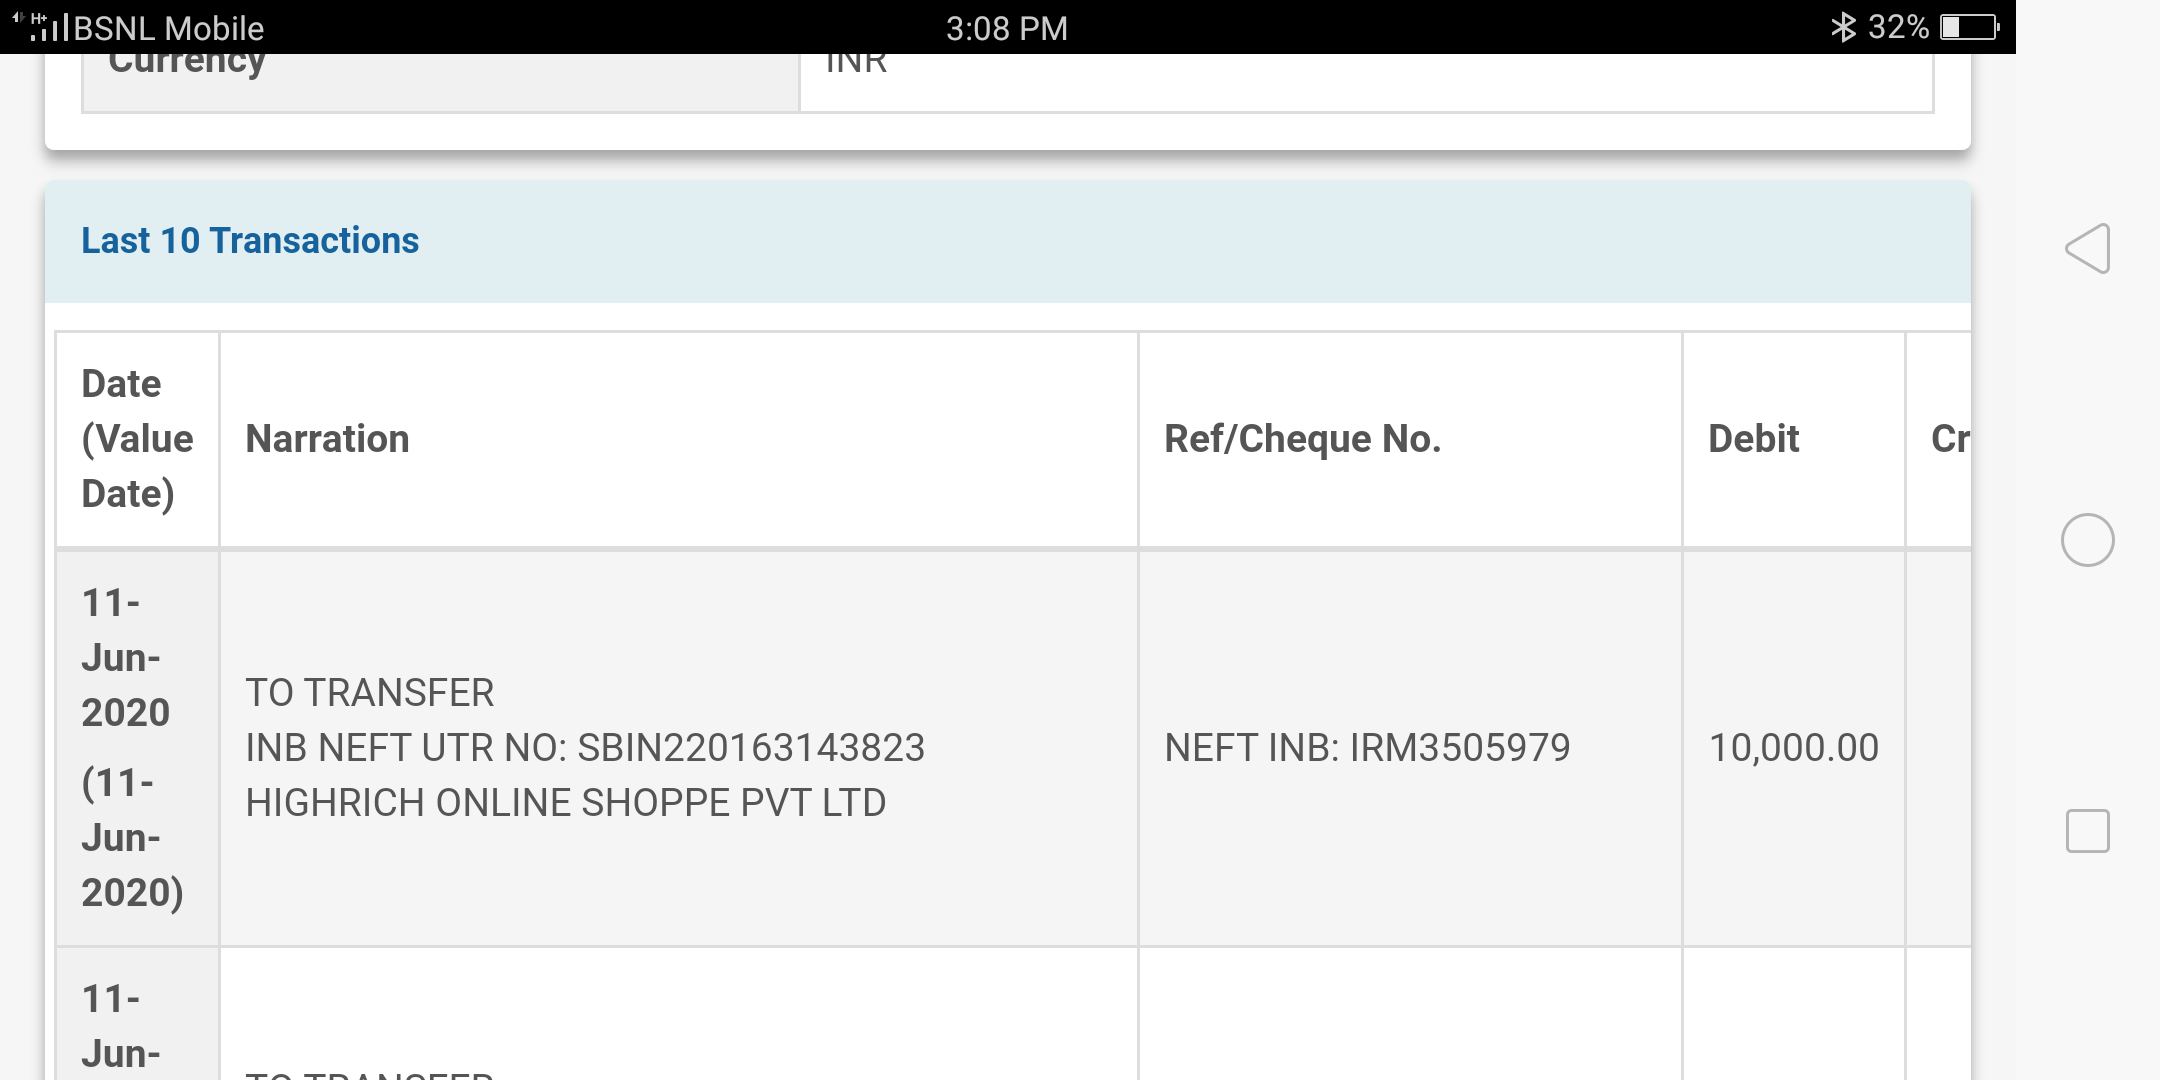 H+ BSNL Mobile 3:08 PM 32%
Currency INR
Last 10 Transactions
Date
(Value
Date)
Narration
Ref/Cheque No.
Debit
Cr
11-
Jun-
2020
(11-
Jun-
2020)
TO TRANSFER
INB NEFT UTR NO: SBIN220163143823
HIGHRICH ONLINE SHOPPE PVT LTD
NEFT INB: IRM3505979
10,000.00
11-
Jun-
TO TRANSFER